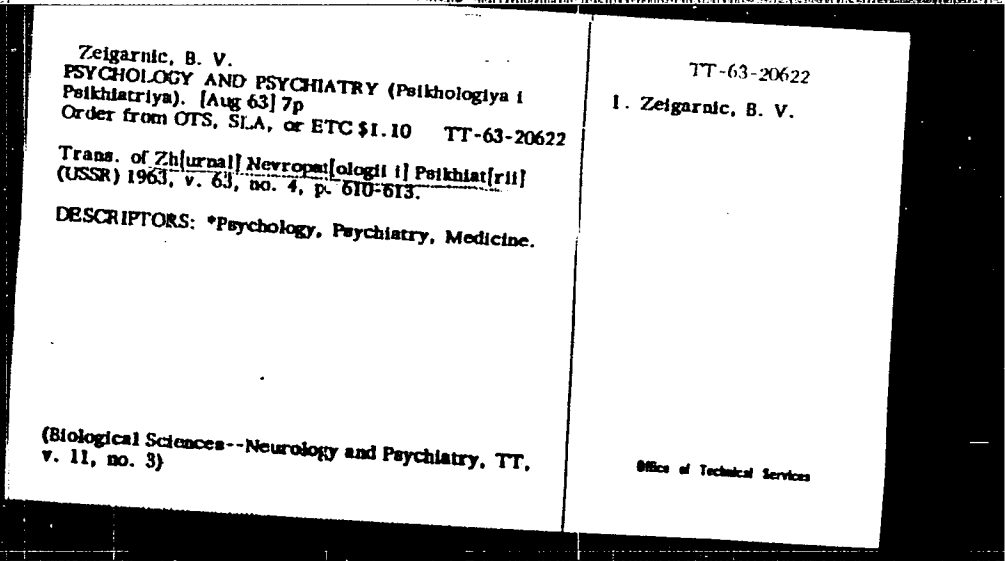 Zeigarnic, B. V.
PSYCHOLOGY AND PSYCHIATRY (Psikhologiya i
Psikhiatriya). [Aug 63] 7p
Order from OTS, SLA, or ETC $1.10 TT-63-20622
Trans. of Zh[urnal] Nevropat[ologii i] Psikhiat[rii]
(USSR) 1963, v. 63, no. 4, p. 610-613.
DESCRIPTORS: *Psychology, Psychiatry, Medicine.
(Biological Sciences--Neurology and Psychiatry, TT,
v. 11, no. 3)
TT-63-20622
I. Zeigarnic, B. V.
Office of Technical Services